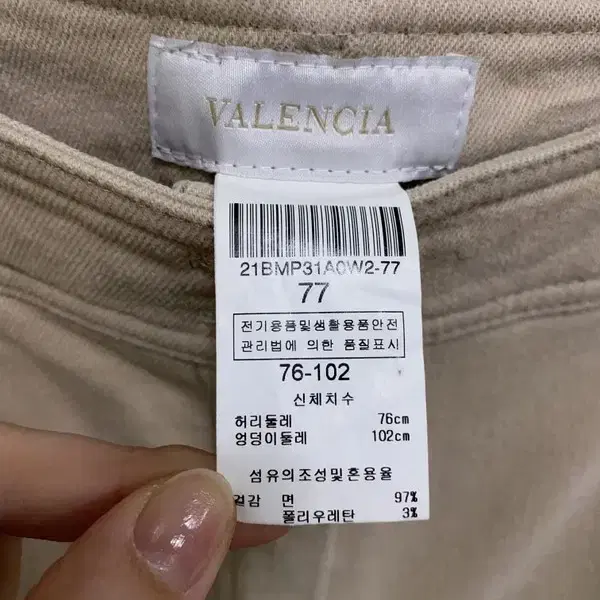 VALENCIA
21BMP31A0W2-77
77
전기용품및생활용품안전
관리법에 의한 품질표시
76-102
신체치수
허리둘레 76cm
엉덩이둘레 102cm
섬유의조성및혼용율
겉감 면 97%
폴리우레탄 3%